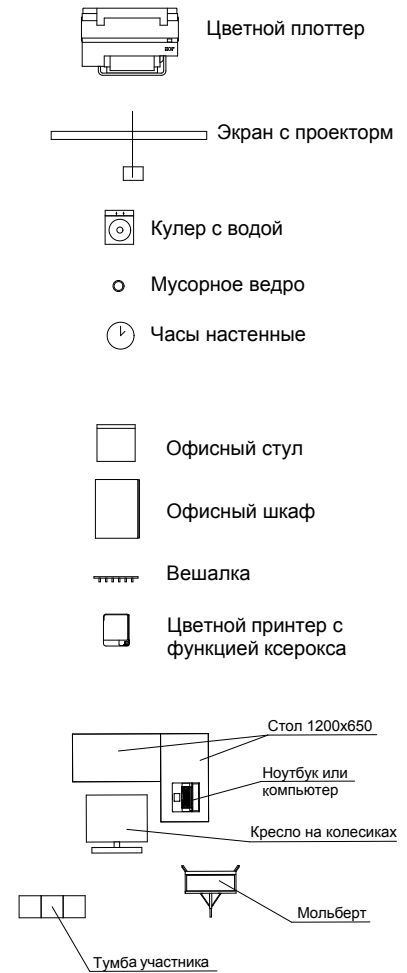 Цветной плоттер
Экран с проекторм
Кулер с водой
Мусорное ведро
Часы настенные
Офисный стул
Офисный шкаф
Вешалка
Цветной принтер с
функцией ксерокса
Стол 1200x650
Ноутбук или
компьютер
Кресло на колесиках
Мольберт
Тумба участника